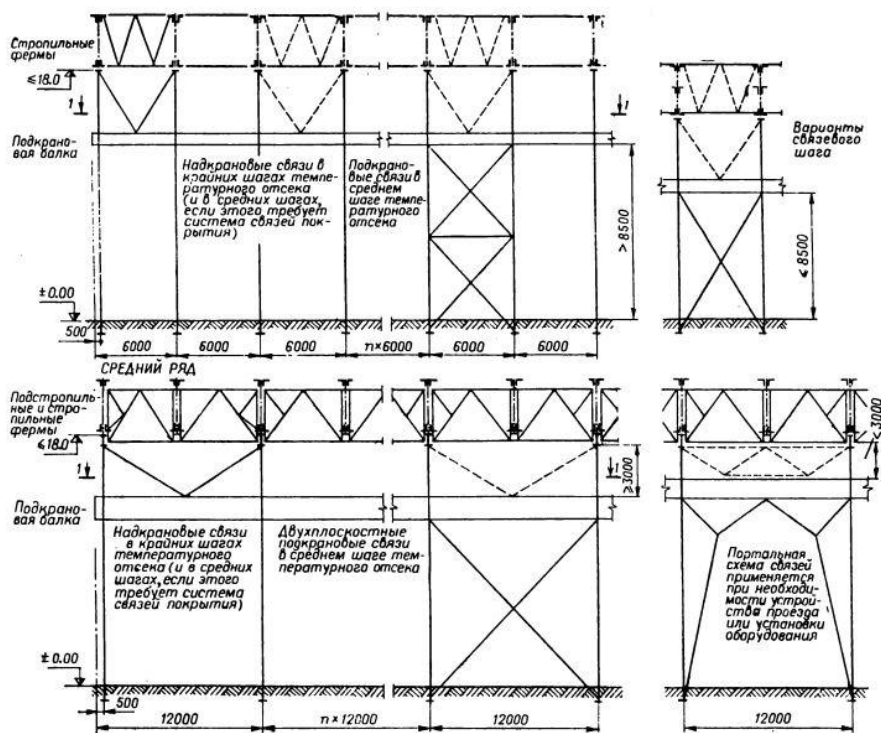 Стропильные
фермы
≤18.0
1
1
Подкрано-
вая балка
Надкрановые связи в
крайних шагах тем-
пературного отсека
(и в средних шагах,
если этого требует
система связей пок-
рытия)
Подкрано-
вые связи в
среднем
шаге темпе-
ратурного
отсека
> 8500
Варианты
связевого
шага
≤ 8500
±0.00
500
6000
6000
6000
n×6000
6000
6000
СРЕДНИЙ РЯД
Подстропиль-
ные и стро-
пильные
фермы
≤18.0
1
1
≥3000
<3000
Подкрано-
вая балка
Надкрановые связи
в крайних шагах
температурного
отсека (и в средних
шагах, если этого
требует система
связей покрытия)
Двухплоскостные
подкрановые связи
в среднем шаге тем-
пературного отсека
Портальная
схема связей
применяется
при необходи-
мости устрой-
ства проезда
или установки
оборудования
±0.00
500
12000
n×12000
12000
12000